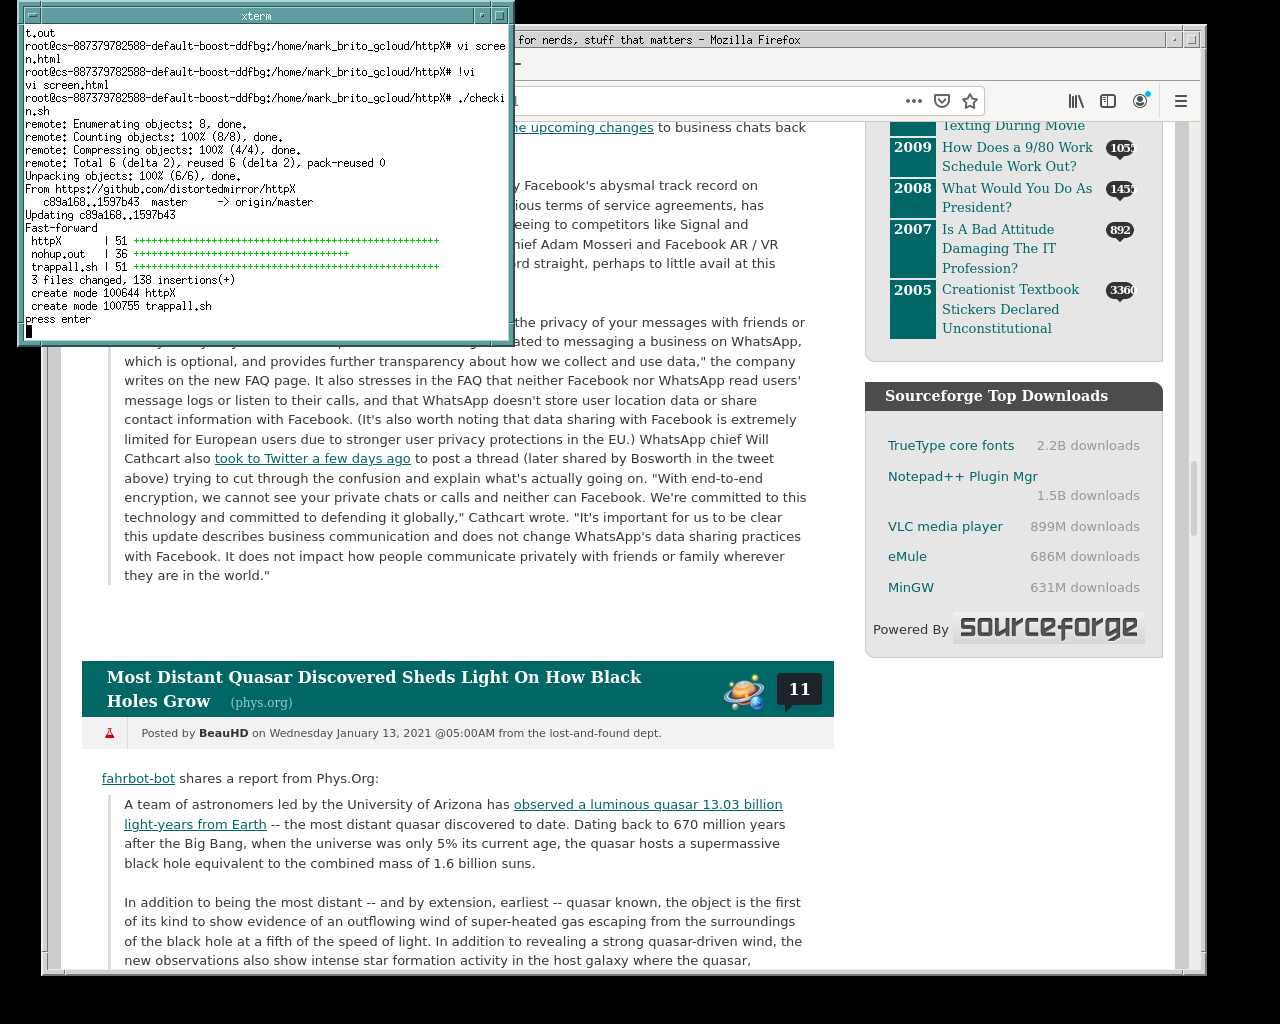 xterm
t.out
root@cs-887379782588-default-boost-ddfbg:/home/mark_brito_gcloud/httpX# vi scree
n.html
root@cs-887379782588-default-boost-ddfbg:/home/mark_brito_gcloud/httpX# !vi
vi screen.html
root@cs-887379782588-default-boost-ddfbg:/home/mark_brito_gcloud/httpX# ./checki
n.sh
remote: Enumerating objects: 8, done.
remote: Counting objects: 100% (8/8), done.
remote: Compressing objects: 100% (4/4), done.
remote: Total 6 (delta 2), reused 6 (delta 2), pack-reused 0
Unpacking objects: 100% (6/6), done.
From https://github.com/distortedmirror/httpX
c89a168..1597b43  master     -> origin/master
Updating c89a168..1597b43
Fast-forward
httpX       | 51 +++++++++++++++++++++++++++++++++++++++++++++++++++
nohup.out   | 36 ++++++++++++++++++++++++++++++++++++
trappall.sh | 51 +++++++++++++++++++++++++++++++++++++++++++++++++++
3 files changed, 138 insertions(+)
create mode 100644 httpX
create mode 100755 trappall.sh
press enter
for nerds, stuff that matters - Mozilla Firefox
upcoming changes to business chats back
Facebook's abysmal track record on
terms of service agreements, has
to competitors like Signal and
Adam Mosseri and Facebook AR / VR
straight, perhaps to little avail at this
the privacy of your messages with friends or
to messaging a business on WhatsApp,
which is optional, and provides further transparency about how we collect and use data," the company
writes on the new FAQ page. It also stresses in the FAQ that neither Facebook nor WhatsApp read users'
message logs or listen to their calls, and that WhatsApp doesn't store user location data or share
contact information with Facebook. (It's also worth noting that data sharing with Facebook is extremely
limited for European users due to stronger user privacy protections in the EU.) WhatsApp chief Will
Cathcart also took to Twitter a few days ago to post a thread (later shared by Bosworth in the tweet
above) trying to cut through the confusion and explain what's actually going on. "With end-to-end
encryption, we cannot see your private chats or calls and neither can Facebook. We're committed to this
technology and committed to defending it globally," Cathcart wrote. "It's important for us to be clear
this update describes business communication and does not change WhatsApp's data sharing practices
with Facebook. It does not impact how people communicate privately with friends or family wherever
they are in the world."
Most Distant Quasar Discovered Sheds Light On How Black
Holes Grow (phys.org)
11
Posted by BeauHD on Wednesday January 13, 2021 @05:00AM from the lost-and-found dept.
fahrbot-bot shares a report from Phys.Org:
A team of astronomers led by the University of Arizona has observed a luminous quasar 13.03 billion
light-years from Earth -- the most distant quasar discovered to date. Dating back to 670 million years
after the Big Bang, when the universe was only 5% its current age, the quasar hosts a supermassive
black hole equivalent to the combined mass of 1.6 billion suns.
In addition to being the most distant -- and by extension, earliest -- quasar known, the object is the first
of its kind to show evidence of an outflowing wind of super-heated gas escaping from the surroundings
of the black hole at a fifth of the speed of light. In addition to revealing a strong quasar-driven wind, the
new observations also show intense star formation activity in the host galaxy where the quasar,
Texting During Movie
2009 How Does a 9/80 Work 1055
Schedule Work Out?
2008 What Would You Do As 1455
President?
2007 Is A Bad Attitude 892
Damaging The IT
Profession?
2005 Creationist Textbook 3360
Stickers Declared
Unconstitutional
Sourceforge Top Downloads
TrueType core fonts 2.2B downloads
Notepad++ Plugin Mgr
1.5B downloads
VLC media player 899M downloads
eMule 686M downloads
MinGW 631M downloads
Powered By sourceforge